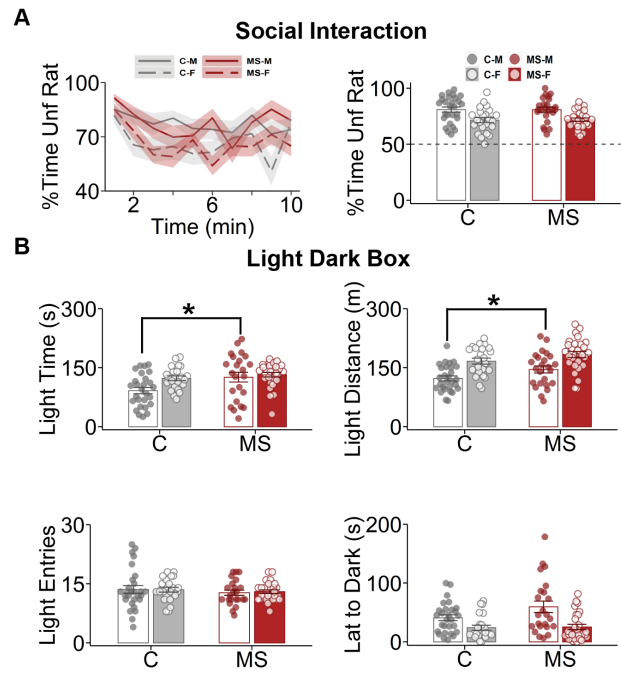 A
Social Interaction
C-M MS-M
C-F MS-F
%Time Unf Rat
100
70
40
2 6 10
Time (min)
C-M MS-M
C-F MS-F
%Time Unf Rat
100
50
0
C MS
B
Light Dark Box
Light Time (s)
300
150
0
*
C MS
Light Distance (m)
300
150
0
*
C MS
Light Entries
30
15
0
C MS
Lat to Dark (s)
200
100
0
C MS